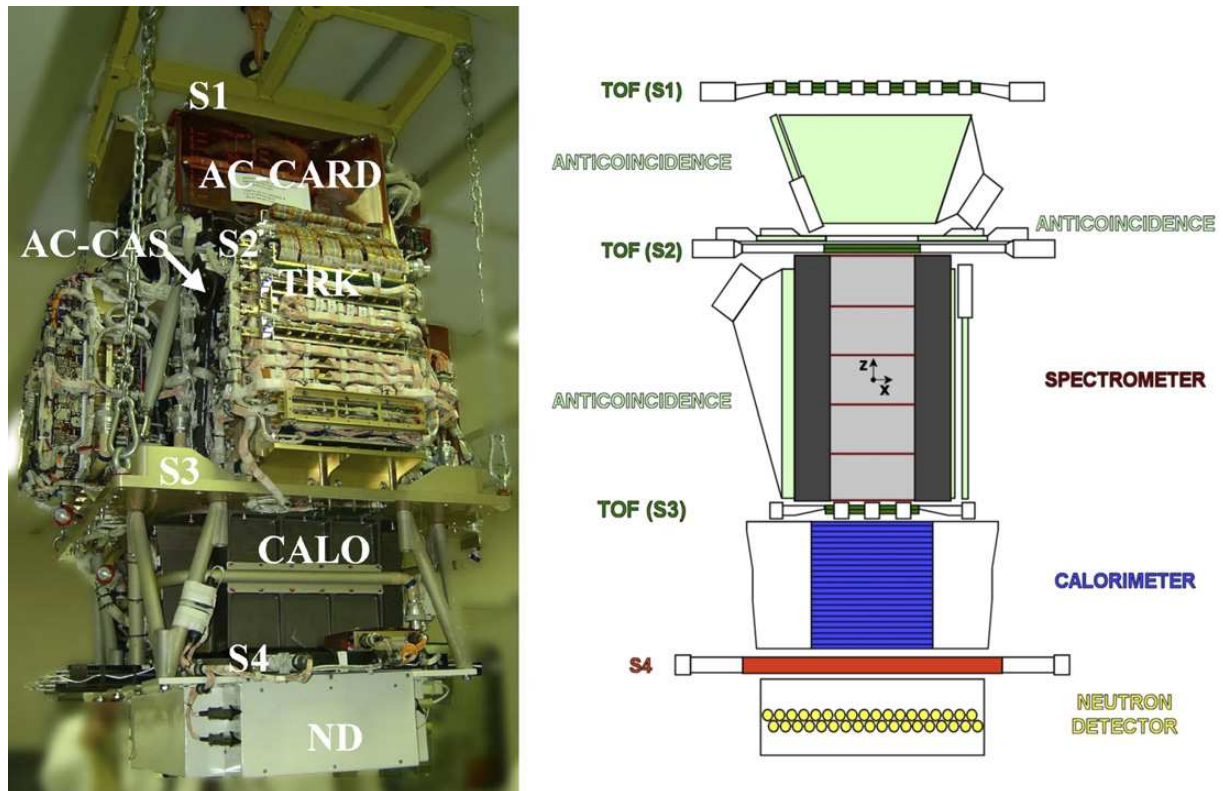 S1
AC-CARD
AC-CAS
S2
TRK
S3
CALO
S4
ND
TOF (S1)
ANTICOINCIDENCE
ANTICOINCIDENCE
TOF (S2)
Z
X
SPECTROMETER
ANTICOINCIDENCE
TOF (S3)
CALORIMETER
S4
NEUTRON
DETECTOR